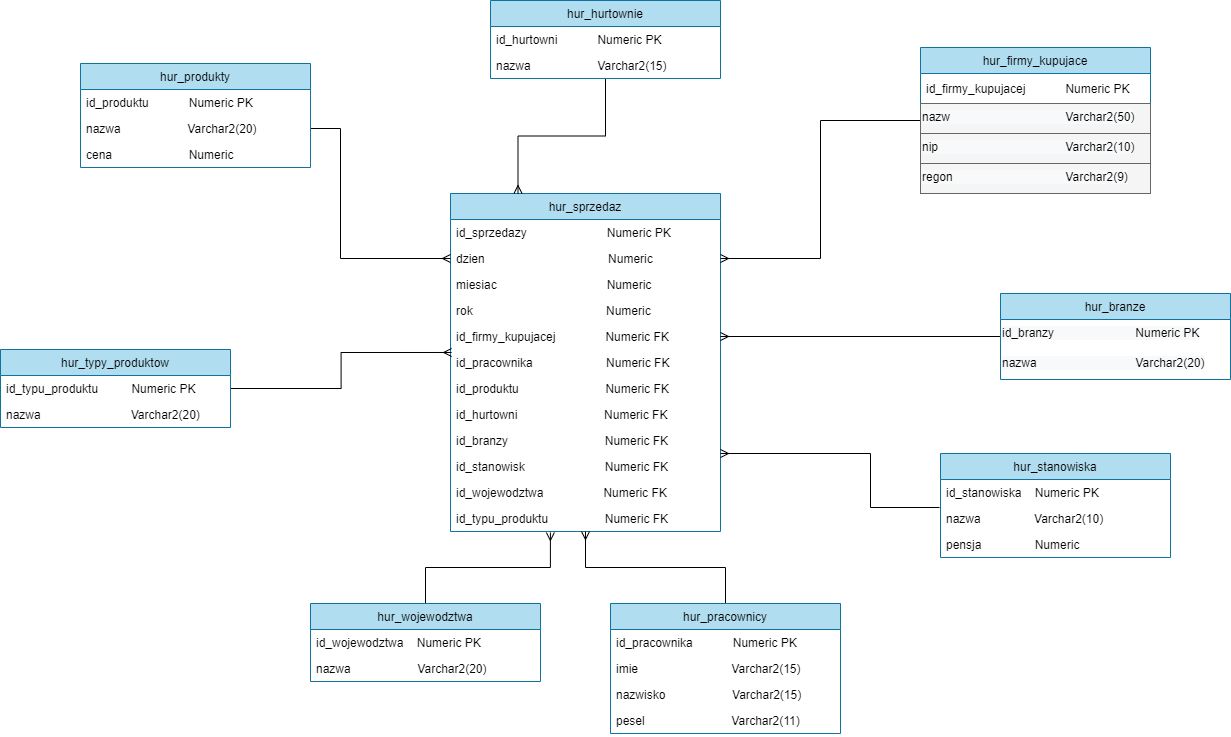 hur_hurtownie
id_hurtowni Numeric PK
nazwa Varchar2(15)
hur_produkty
id_produktu Numeric PK
nazwa Varchar2(20)
cena Numeric
hur_firmy_kupujace
id_firmy_kupujacej Numeric PK
nazw Varchar2(50)
nip Varchar2(10)
regon Varchar2(9)
hur_sprzedaz
id_sprzedazy Numeric PK
dzien Numeric
miesiac Numeric
rok Numeric
id_firmy_kupujacej Numeric FK
id_pracownika Numeric FK
id_produktu Numeric FK
id_hurtowni Numeric FK
id_branzy Numeric FK
id_stanowisk Numeric FK
id_wojewodztwa Numeric FK
id_typu_produktu Numeric FK
hur_branze
id_branzy Numeric PK
nazwa Varchar2(20)
hur_typy_produktow
id_typu_produktu Numeric PK
nazwa Varchar2(20)
hur_stanowiska
id_stanowiska Numeric PK
nazwa Varchar2(10)
pensja Numeric
hur_wojewodztwa
id_wojewodztwa Numeric PK
nazwa Varchar2(20)
hur_pracownicy
id_pracownika Numeric PK
imie Varchar2(15)
nazwisko Varchar2(15)
pesel Varchar2(11)